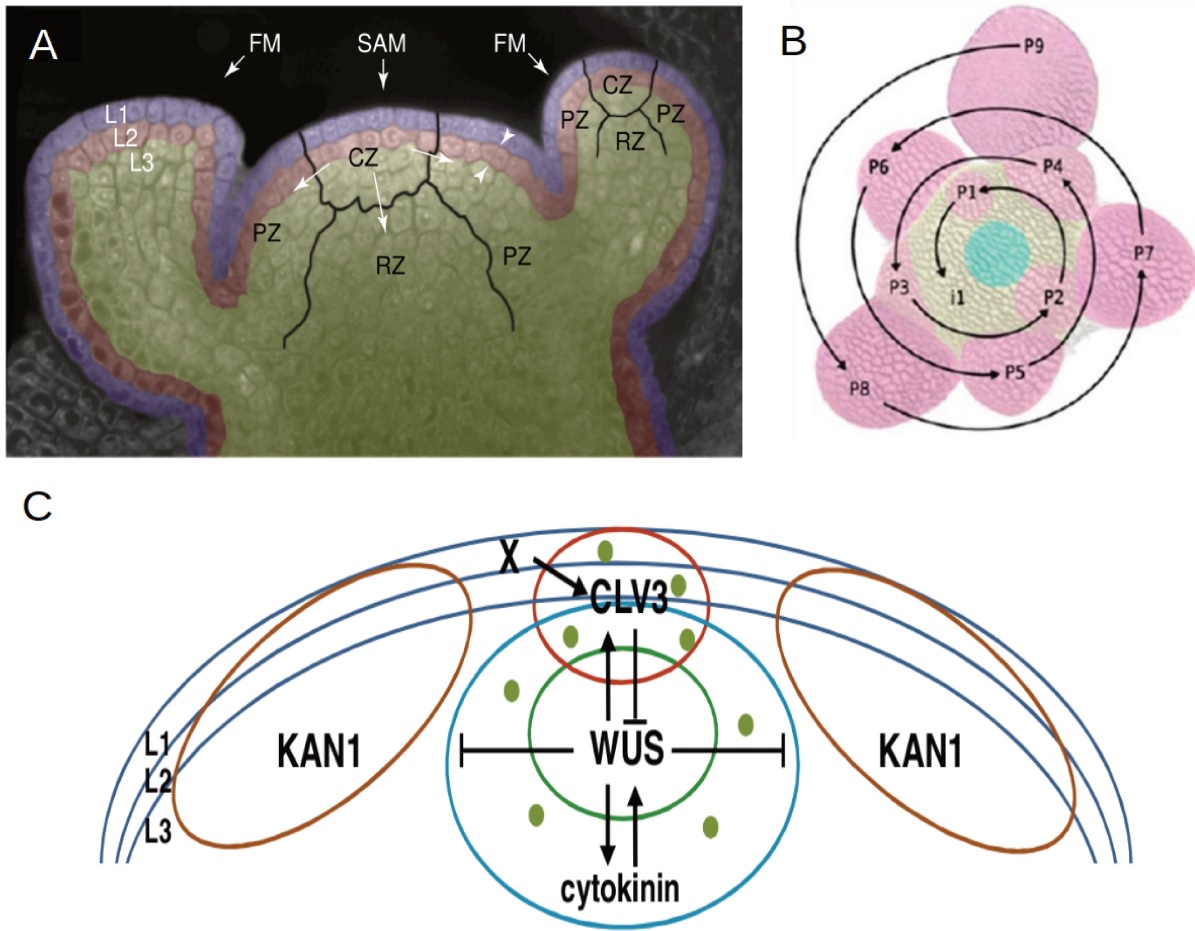 A
FM
SAM
FM
L1
L2
L3
CZ
PZ
RZ
PZ
CZ
PZ
PZ
RZ
B
P9
P6
P4
P1
P7
P3
i1
P2
P5
P8
C
X
CLV3
KAN1
WUS
KAN1
L1
L2
L3
cytokinin